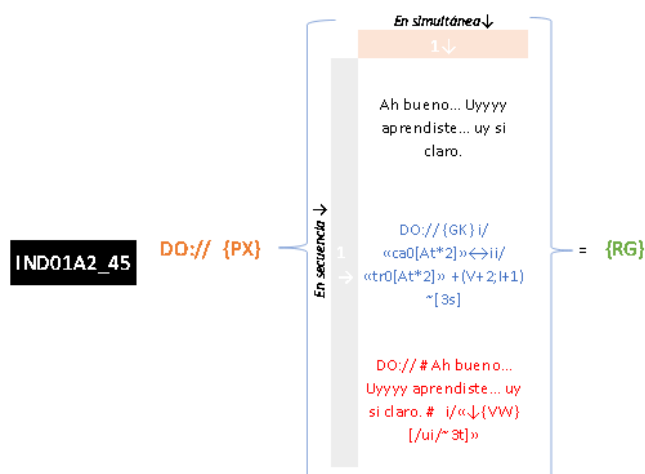 En simultánea↓
1↓
Ah bueno... Uyyyy
aprendiste... uy si
claro.
En secuencia ↓
1
→
IND01A2_45
DO:// {PX}
DO:// {GK} i/
«ca0[At*2]»↔ii/
«tr0[At*2]» +(V+2;I+1)
~[3s]
= {RG}
DO:// # Ah bueno...
Uyyyy aprendiste... uy
si claro. # i/«↓{VW}
[/ui/~3t]»